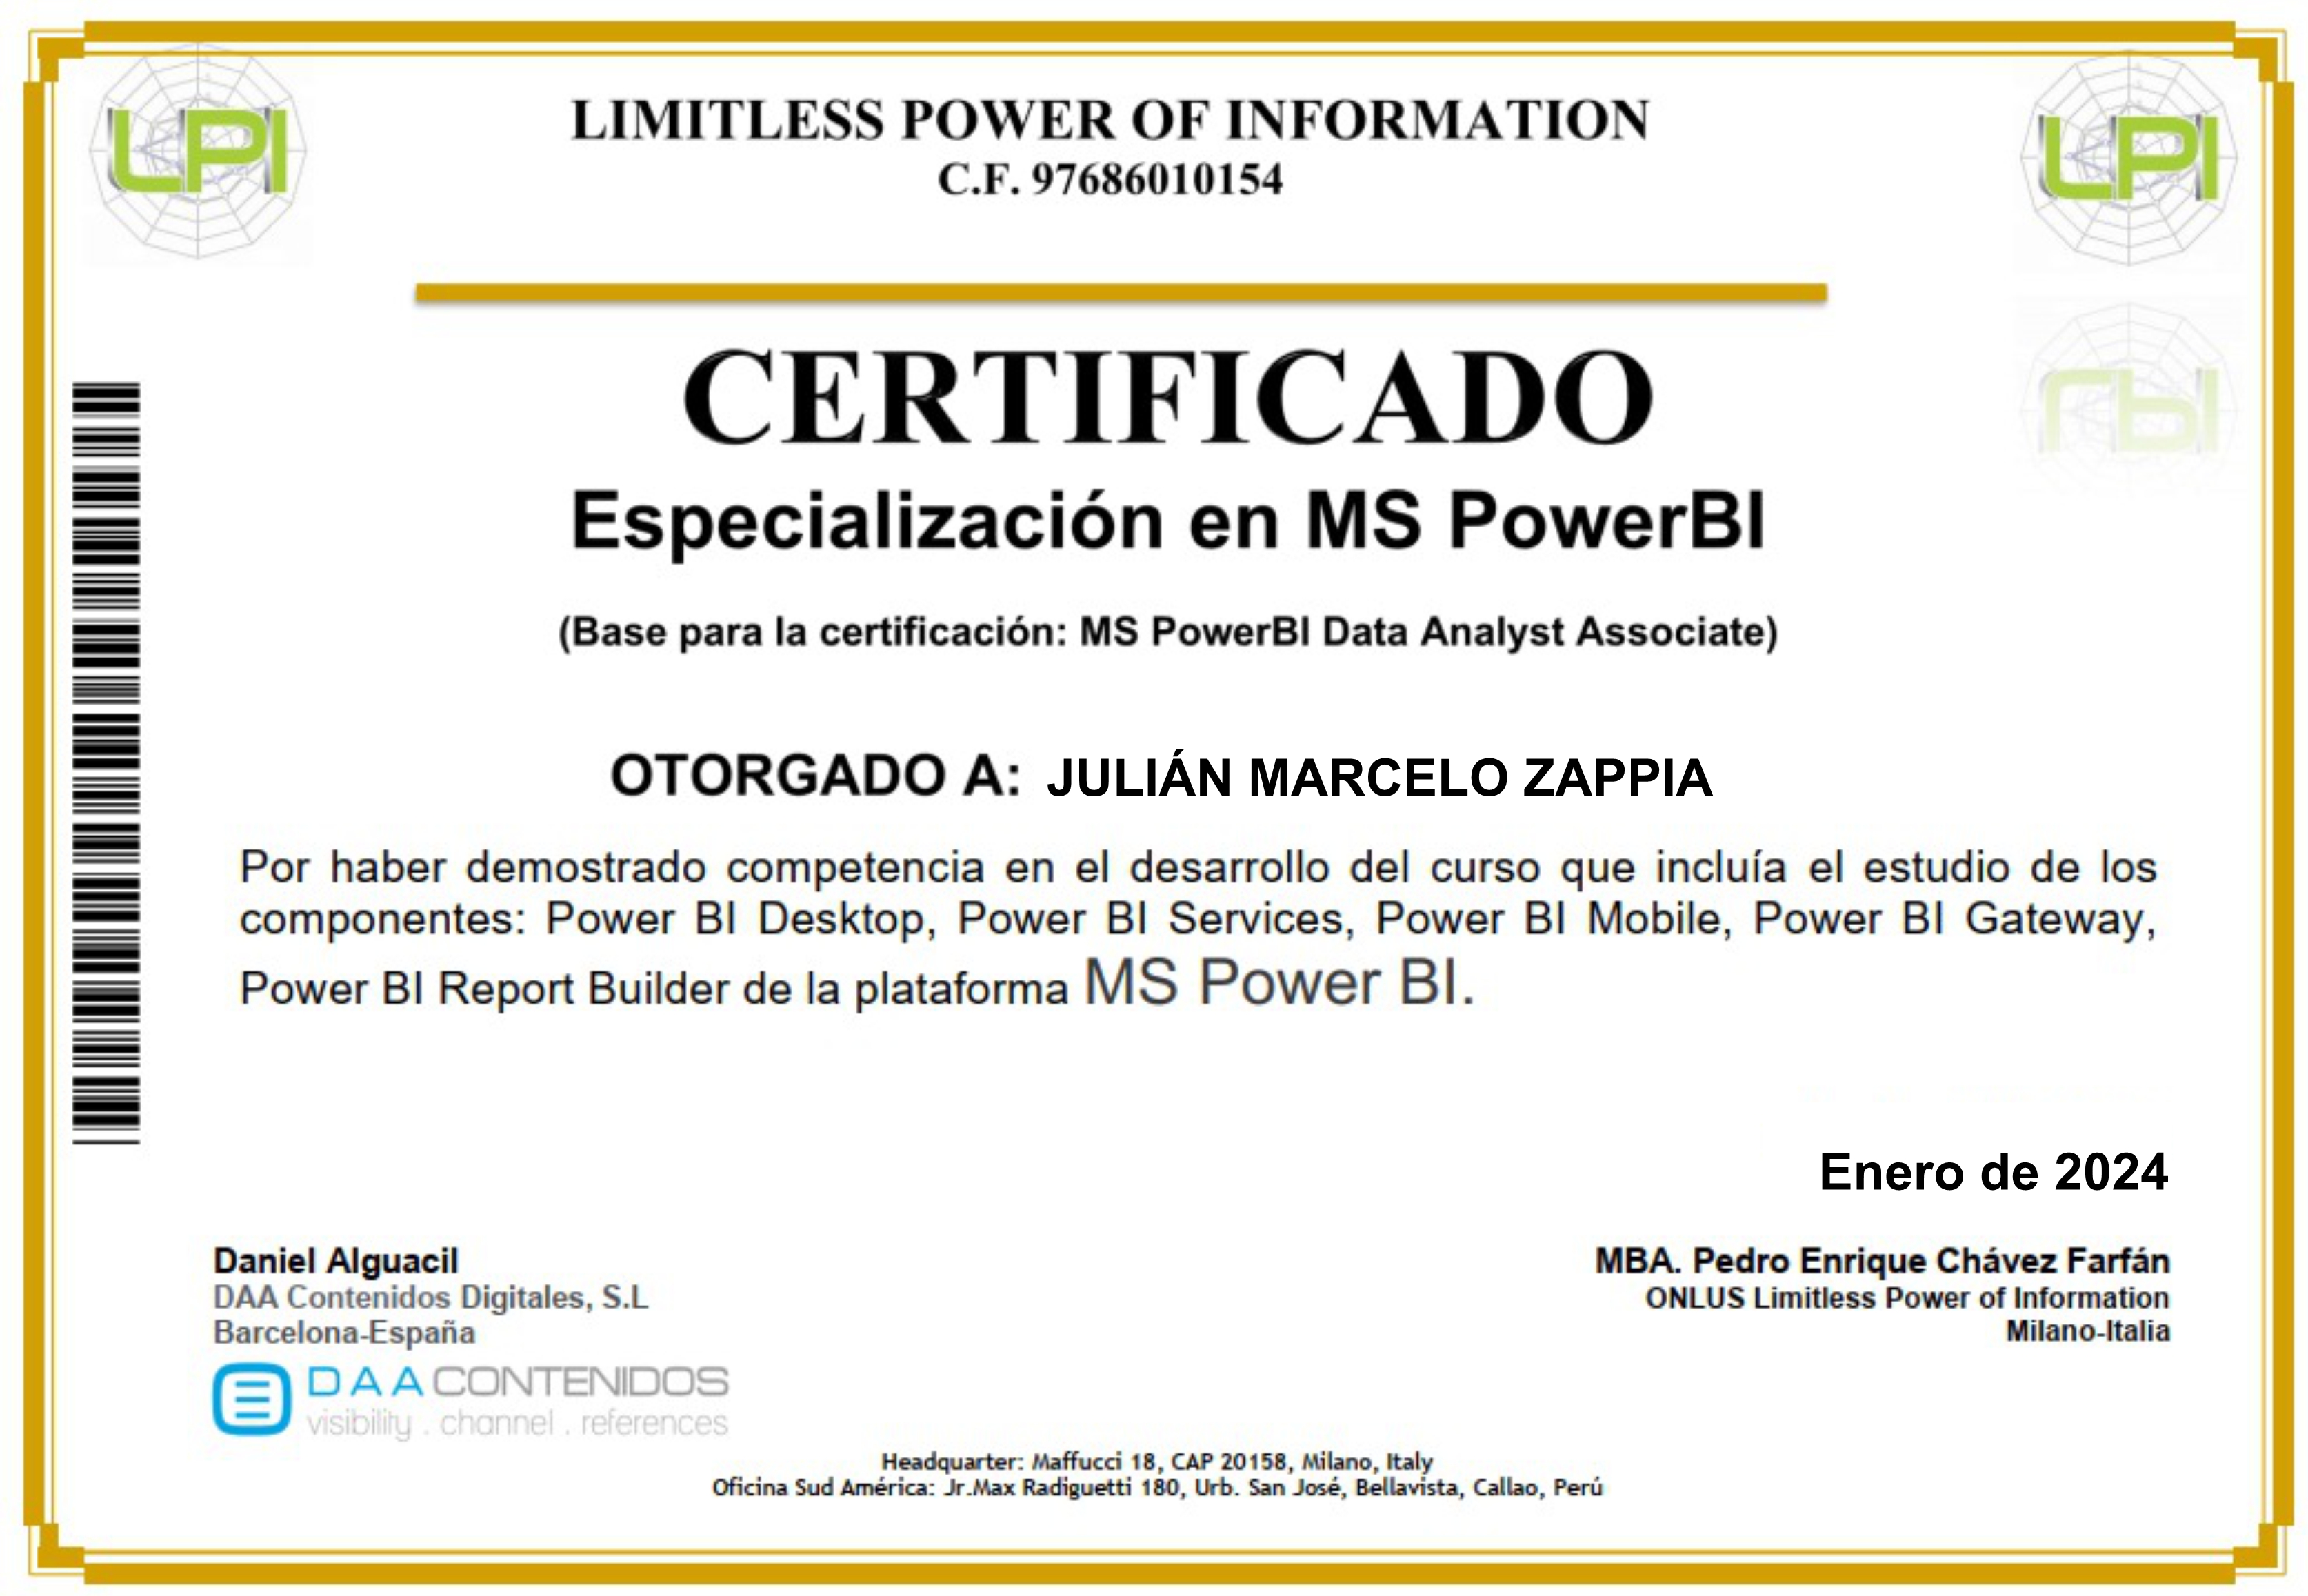 LPI
LIMITLESS POWER OF INFORMATION
C.F. 97686010154
LPI
CERTIFICADO
Especialización en MS PowerBI
(Base para la certificación: MS PowerBI Data Analyst Associate)
OTORGADO A: JULIÁN MARCELO ZAPPIA
Por haber demostrado competencia en el desarrollo del curso que incluía el estudio de los
componentes: Power BI Desktop, Power BI Services, Power BI Mobile, Power BI Gateway,
Power BI Report Builder de la plataforma MS Power BI.
Enero de 2024
Daniel Alguacil
DAA Contenidos Digitales, S.L
Barcelona-España
DAACONTENIDOS
visibility . channel . references
MBA. Pedro Enrique Chávez Farfán
ONLUS Limitless Power of Information
Milano-Italia
Headquarter: Maffucci 18, CAP 20158, Milano, Italy
Oficina Sud América: Jr.Max Radiguetti 180, Urb. San José, Bellavista, Callao, Perú